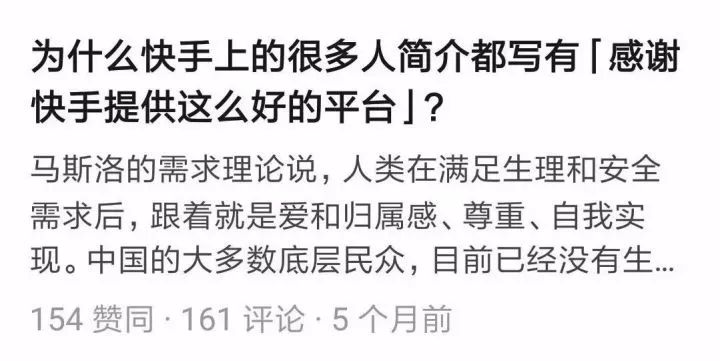 为什么快手上的很多人简介都写有「感谢
快手提供这么好的平台」?
马斯洛的需求理论说，人类在满足生理和安全
需求后，跟着就是爱和归属感、尊重、自我实
现。中国的大多数底层民众，目前已经没有生...
154 赞同 · 161 评论 · 5 个月前